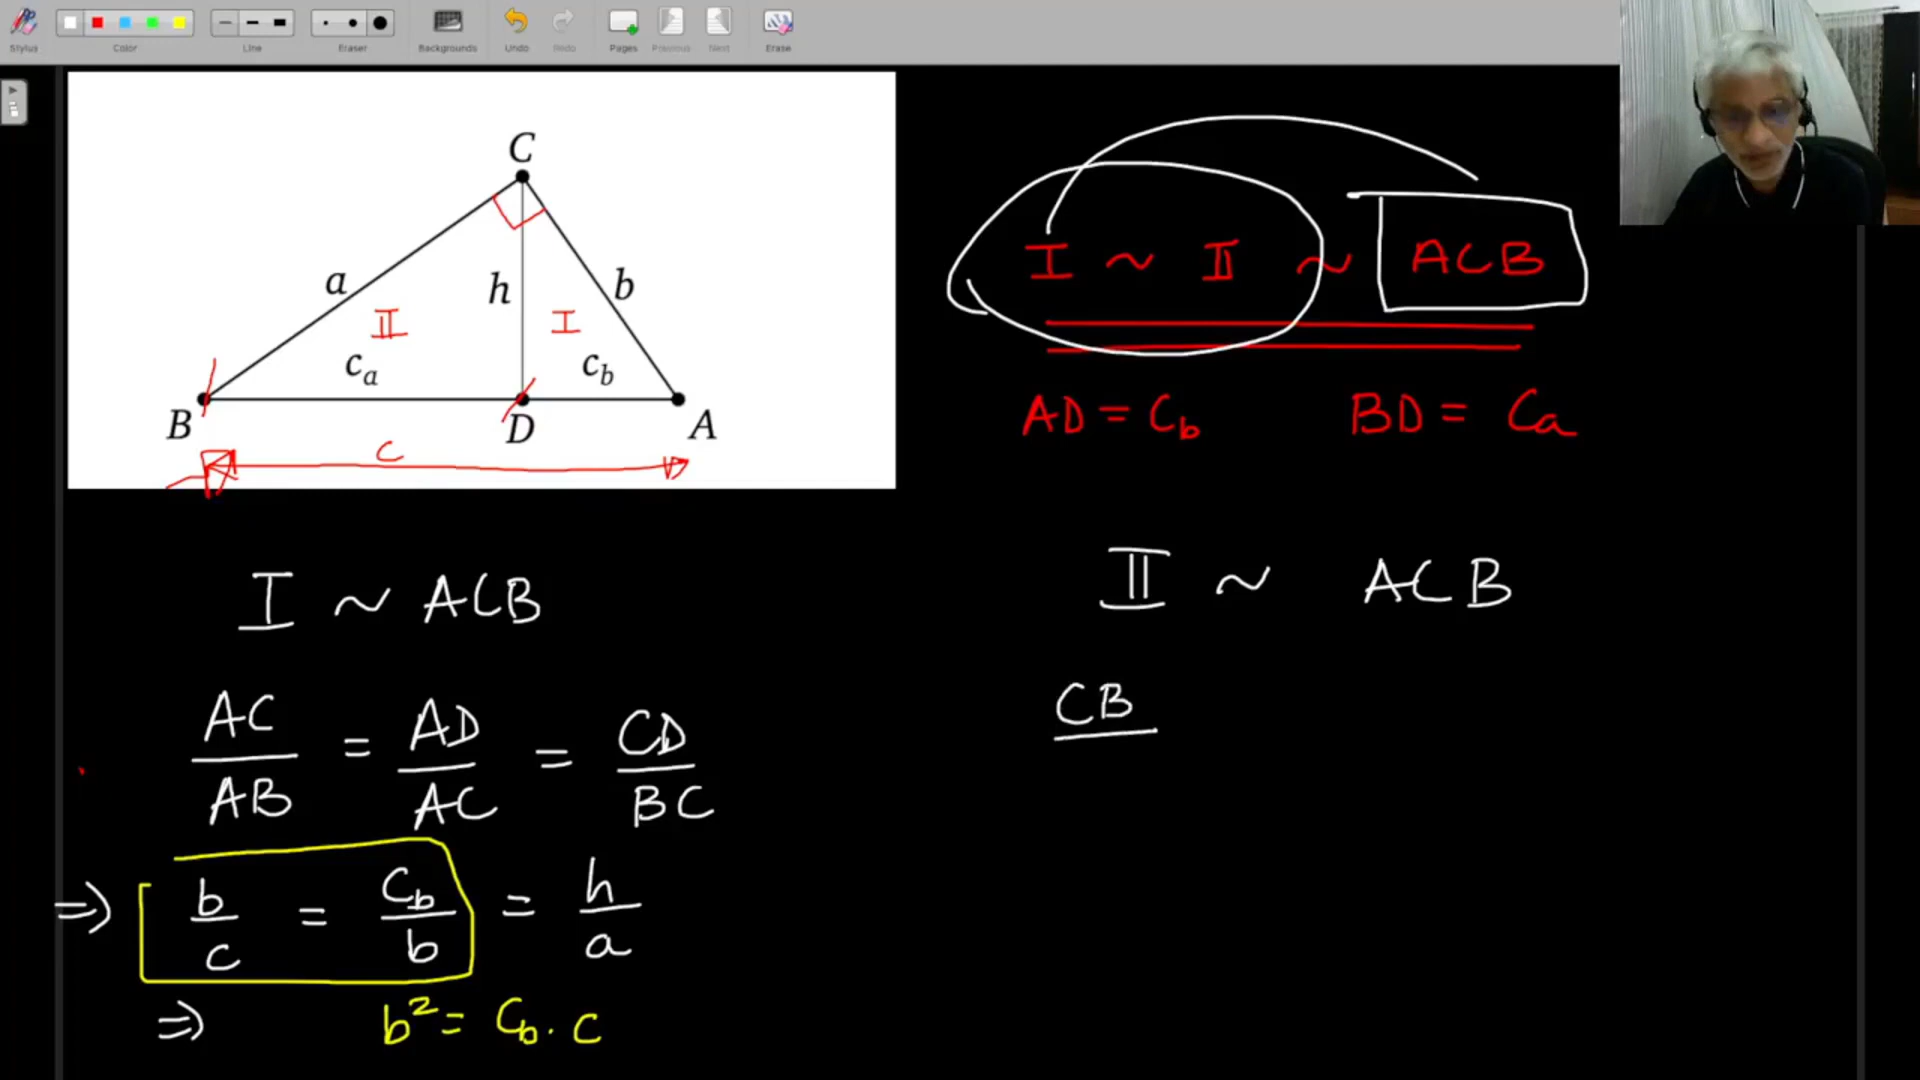 Stylus Color Line Eraser Backgrounds Undo Redo Pages Previous Next Erase
C
a h b
II I
c_a c_b
B D A
c
I ~ II ~ ACB
AD = C_b BD = C_a
I ~ ACB
AC/AB = AD/AC = CD/BC
⇒ b/c = C_b/b = h/a
⇒ b² = C_b · c
II ~ ACB
CB